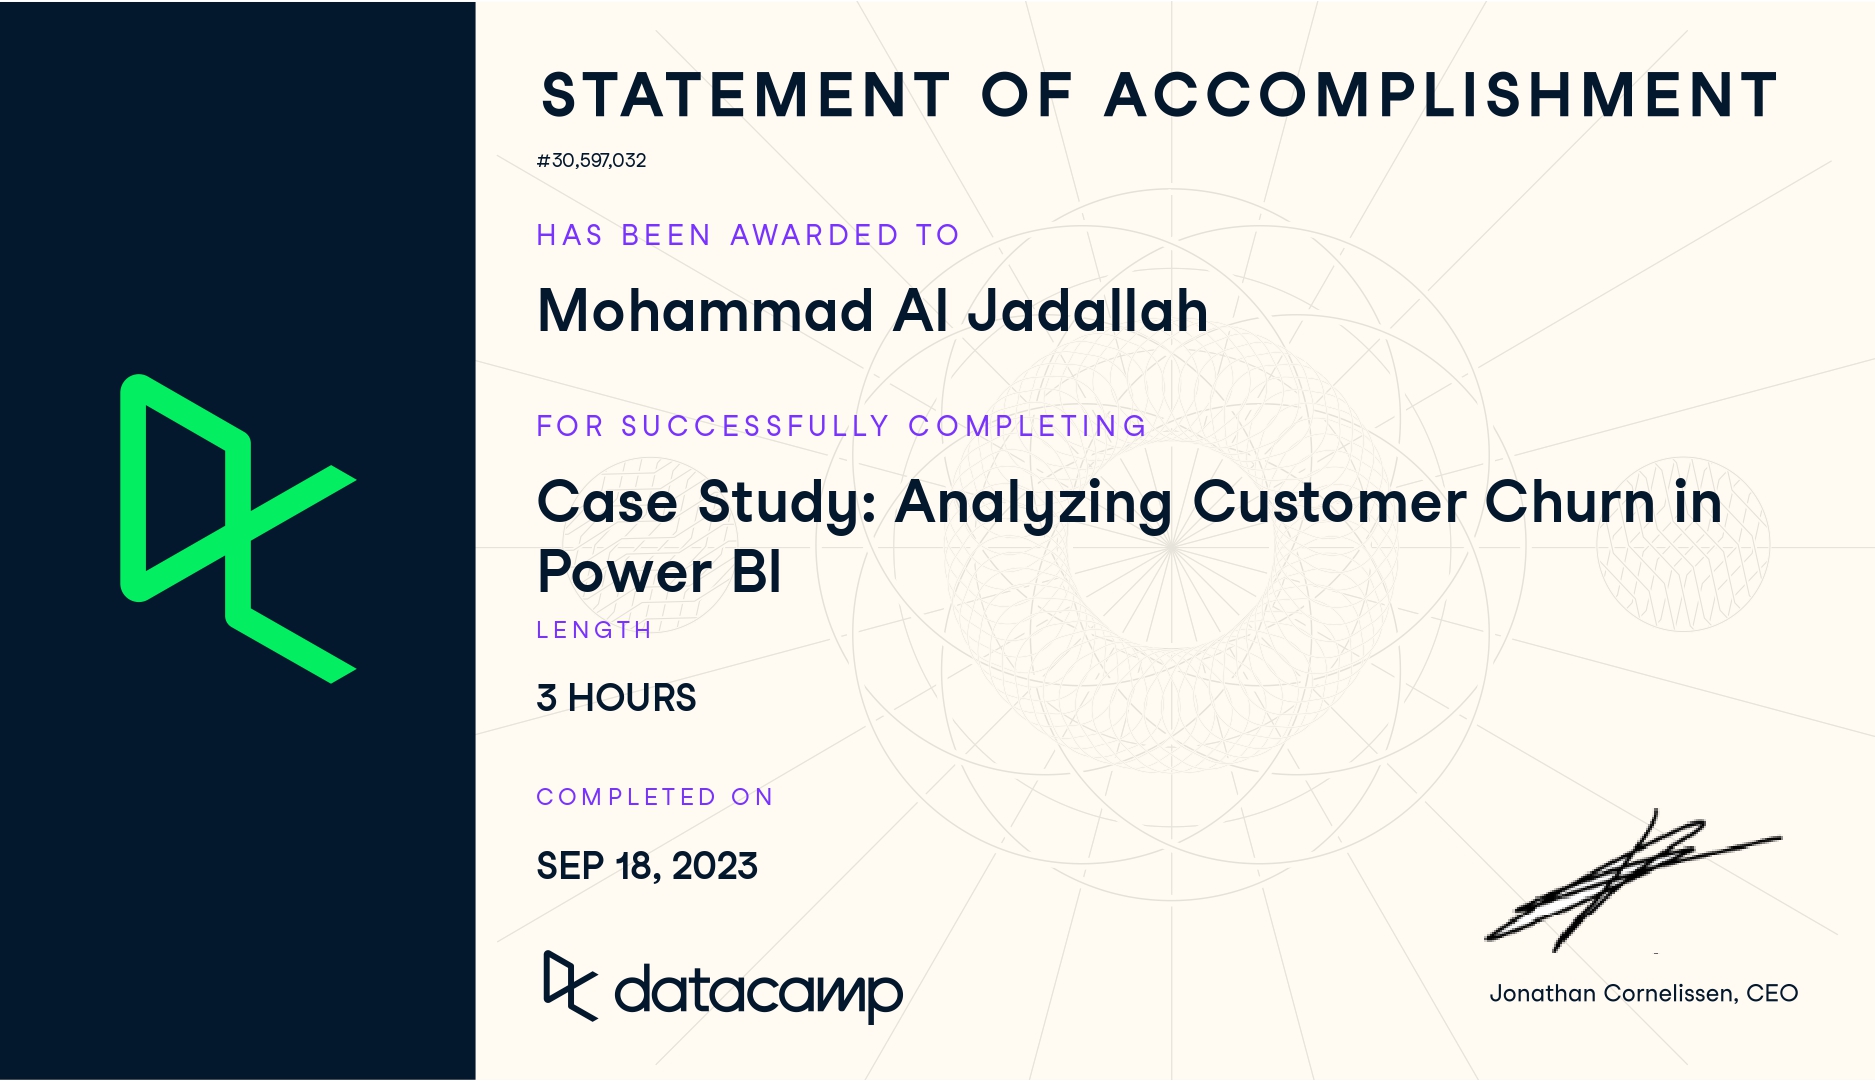 STATEMENT OF ACCOMPLISHMENT
#30,597,032
HAS BEEN AWARDED TO
Mohammad Al Jadallah
FOR SUCCESSFULLY COMPLETING
Case Study: Analyzing Customer Churn in
Power BI
LENGTH
3 HOURS
COMPLETED ON
SEP 18, 2023
datacamp
Jonathan Cornelissen, CEO